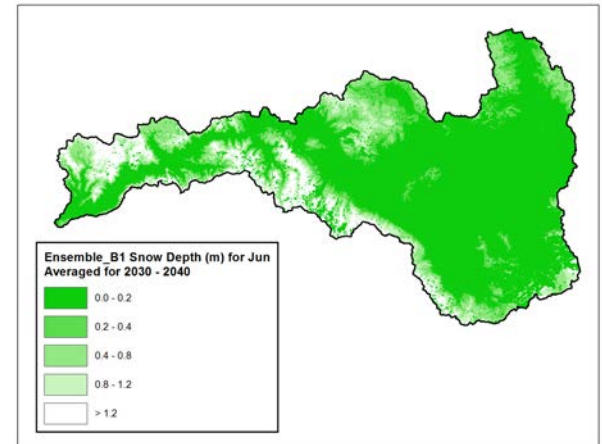 Ensemble_B1 Snow Depth (m) for Jun
Averaged for 2030 - 2040
0.0 - 0.2
0.2 - 0.4
0.4 - 0.8
0.8 - 1.2
> 1.2